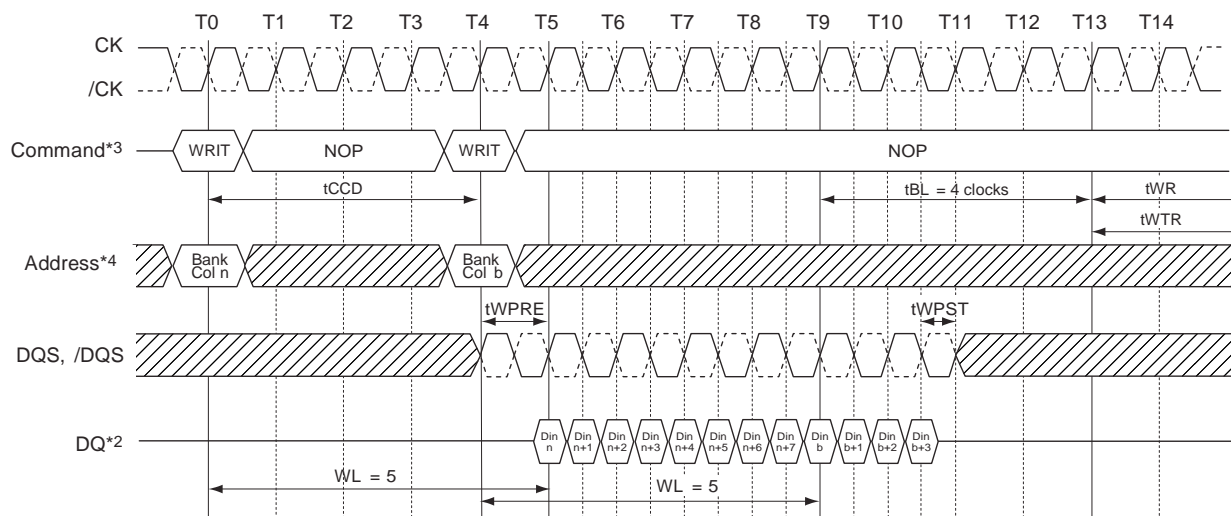 T0 T1 T2 T3 T4 T5 T6 T7 T8 T9 T10 T11 T12 T13 T14
CK
/CK
Command*3 WRIT NOP WRIT NOP
tCCD tBL = 4 clocks tWR
tWTR
Address*4 Bank Col n Bank Col b
tWPRE tWPST
DQS, /DQS
DQ*2 Din n Din n+1 Din n+2 Din n+3 Din n+4 Din n+5 Din n+6 Din n+7 Din b Din b+1 Din b+2 Din b+3
WL = 5 WL = 5